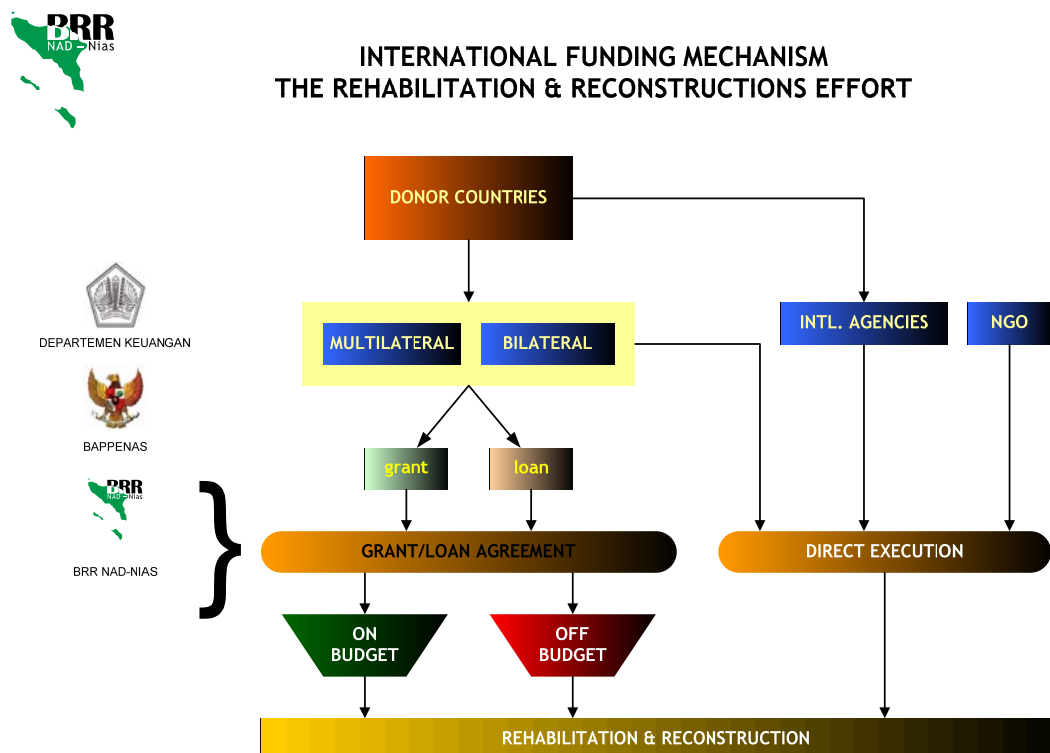 BRR
NAD – Nias
INTERNATIONAL FUNDING MECHANISM
THE REHABILITATION & RECONSTRUCTIONS EFFORT
DONOR COUNTRIES
MULTILATERAL
BILATERAL
INTL. AGENCIES
NGO
DEPARTEMEN KEUANGAN
BAPPENAS
grant
loan
BRR
NAD – Nias
BRR NAD-NIAS
GRANT/LOAN AGREEMENT
DIRECT EXECUTION
ON
BUDGET
OFF
BUDGET
REHABILITATION & RECONSTRUCTION